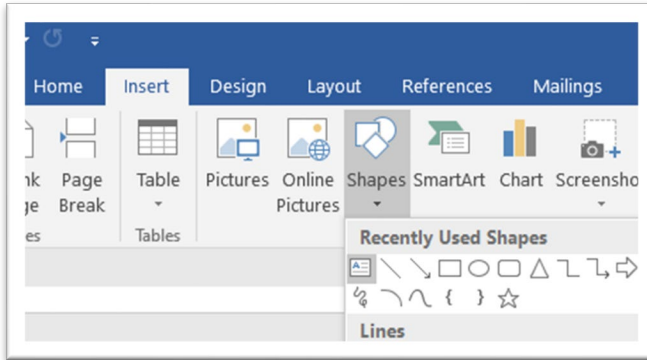 Home Insert Design Layout References Mailings
Page Table Pictures Online Shapes SmartArt Chart
Break Pictures
Tables
Recently Used Shapes
Lines